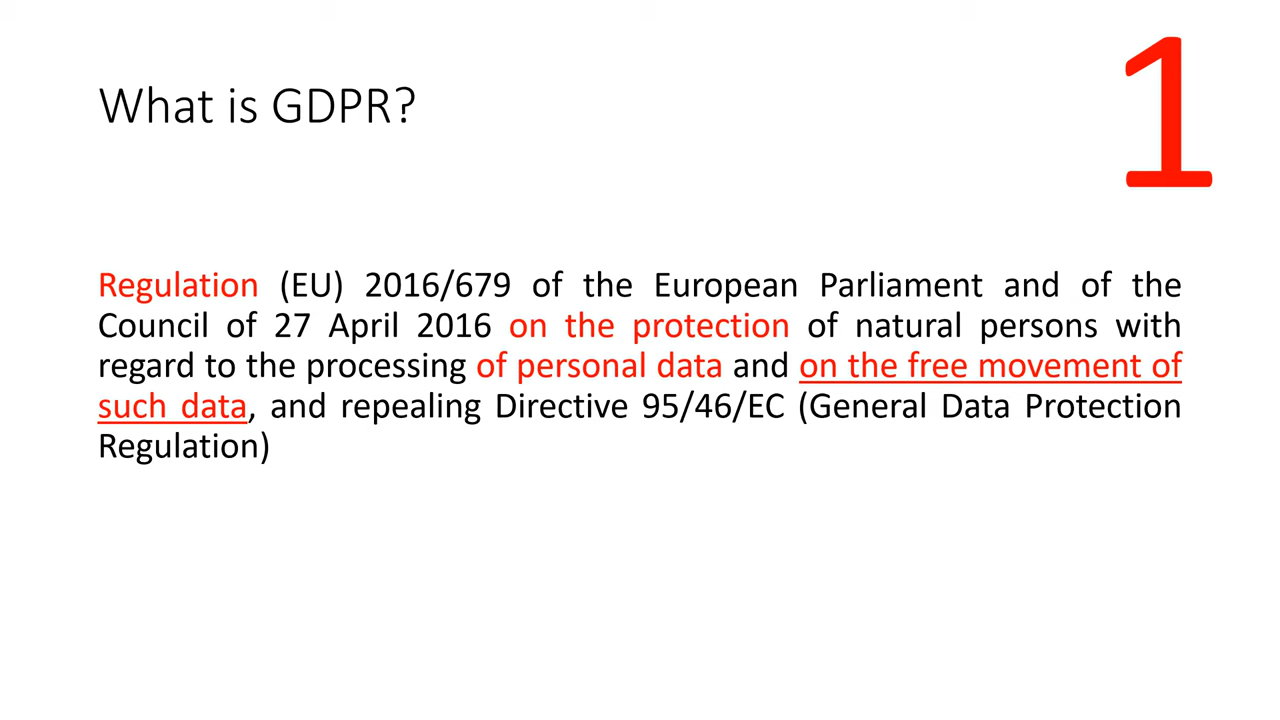 What is GDPR?
1
Regulation (EU) 2016/679 of the European Parliament and of the
Council of 27 April 2016 on the protection of natural persons with
regard to the processing of personal data and on the free movement of
such data, and repealing Directive 95/46/EC (General Data Protection
Regulation)